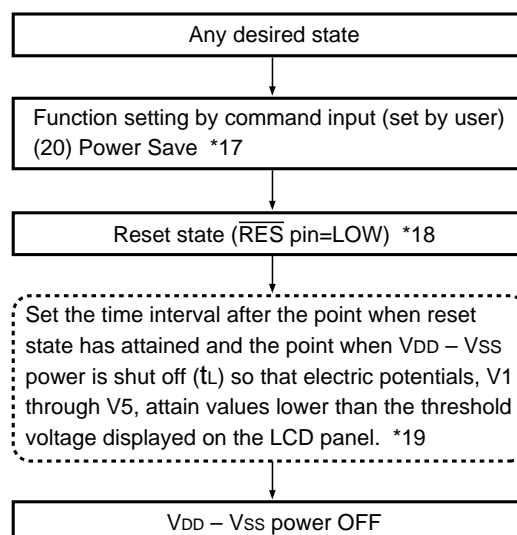 Any desired state
Function setting by command input (set by user)
(20) Power Save *17
Reset state (RES pin=LOW) *18
Set the time interval after the point when reset
state has attained and the point when VDD – VSS
power is shut off (tL) so that electric potentials, V1
through V5, attain values lower than the threshold
voltage displayed on the LCD panel. *19
VDD – VSS power OFF